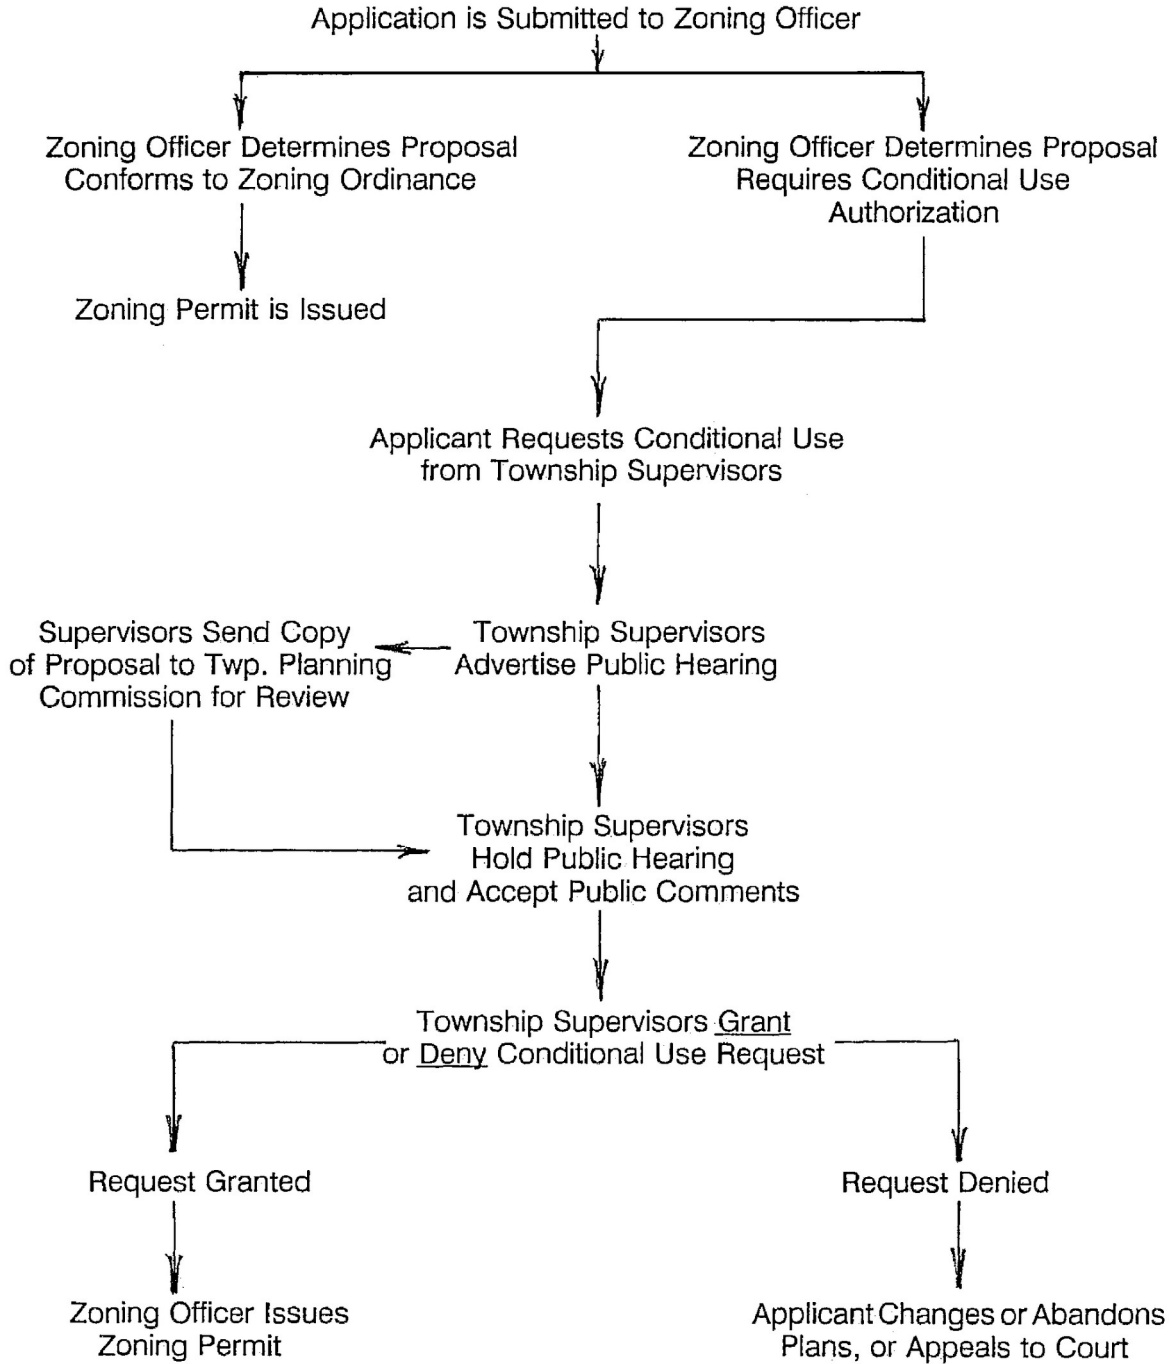 Application is Submitted to Zoning Officer
Zoning Officer Determines Proposal
Conforms to Zoning Ordinance
Zoning Officer Determines Proposal
Requires Conditional Use
Authorization
Zoning Permit is Issued
Applicant Requests Conditional Use
from Township Supervisors
Supervisors Send Copy
of Proposal to Twp. Planning
Commission for Review
Township Supervisors
Advertise Public Hearing
Township Supervisors
Hold Public Hearing
and Accept Public Comments
Township Supervisors Grant
or Deny Conditional Use Request
Request Granted
Request Denied
Zoning Officer Issues
Zoning Permit
Applicant Changes or Abandons
Plans, or Appeals to Court